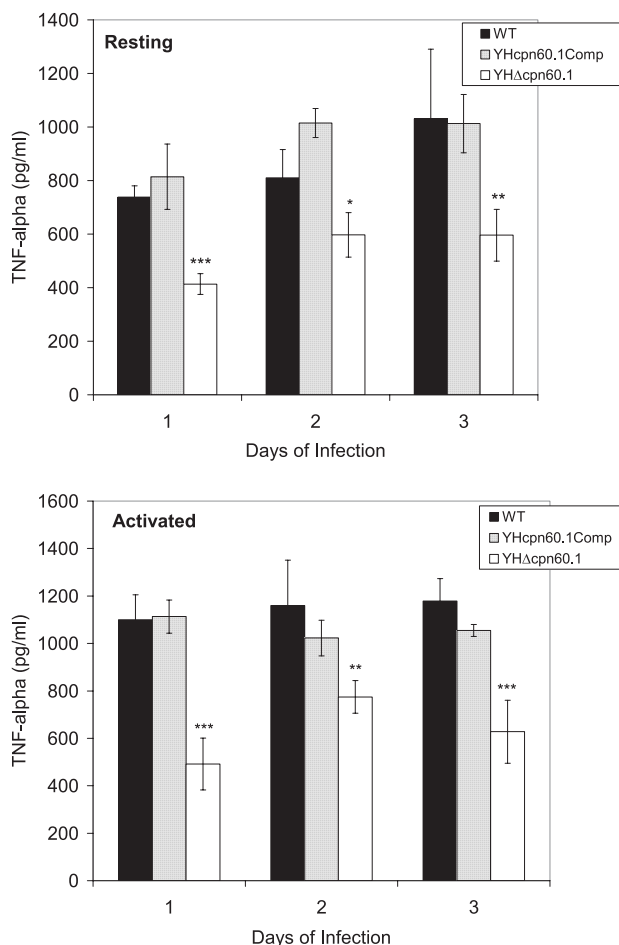 1400
1200
1000
800
600
400
200
0
TNF-alpha (pg/ml)
Resting
WT
YHcpn60.1Comp
YHΔcpn60.1
***
*
**
1
2
3
Days of Infection
1600
1400
1200
1000
800
600
400
200
0
TNF-alpha (pg/ml)
Activated
WT
YHcpn60.1Comp
YHΔcpn60.1
***
**
***
1
2
3
Days of Infection